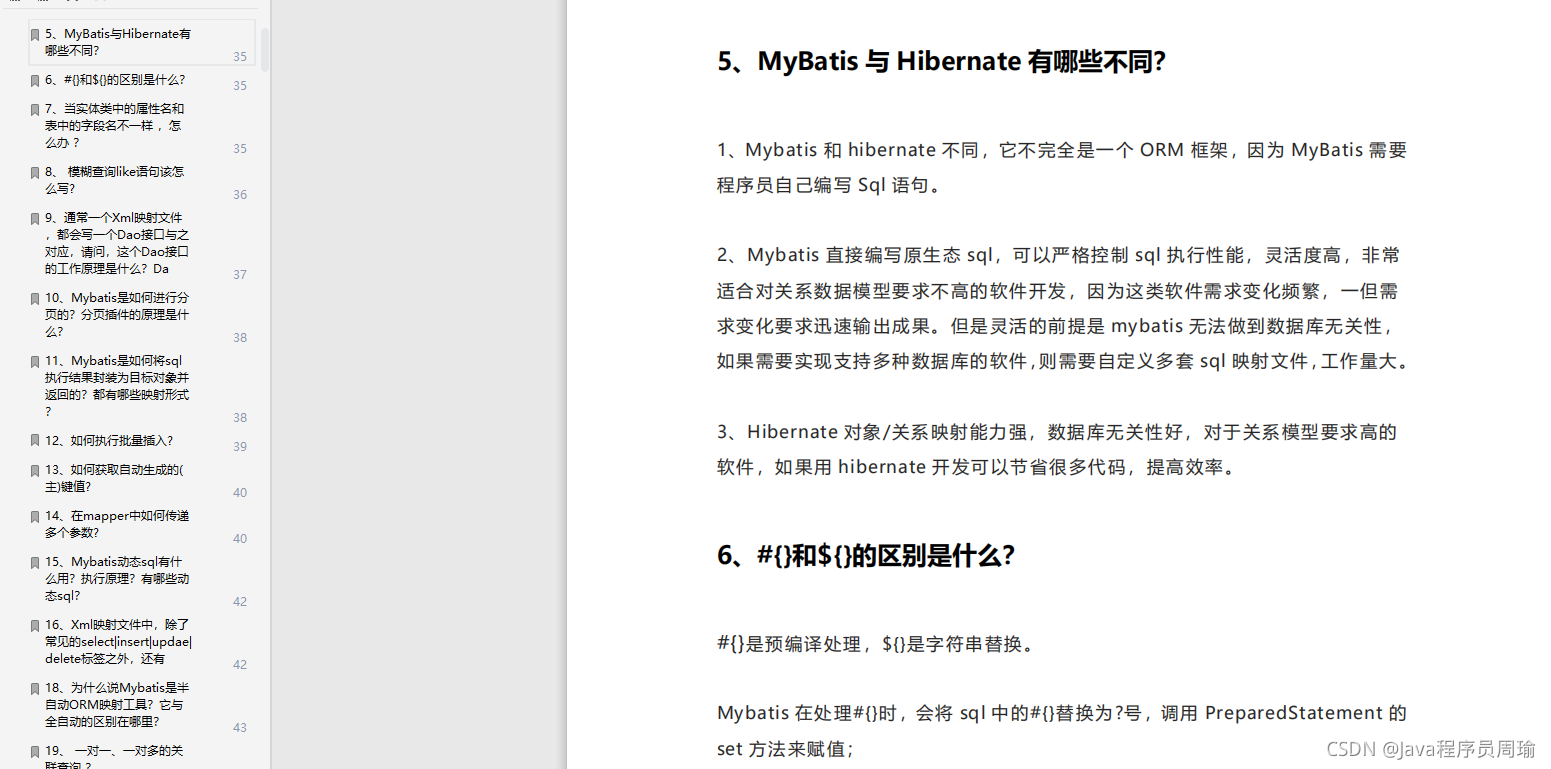 5、MyBatis与Hibernate有
哪些不同？
35
6、#{}和${}的区别是什么？
35
7、当实体类中的属性名和
表中的字段名不一样 ，怎
么办 ？
35
8、 模糊查询like语句该怎
么写？
36
9、通常一个Xml映射文件
，都会写一个Dao接口与之
对应，请问，这个Dao接口
的工作原理是什么？Da
37
10、Mybatis是如何进行分
页的？分页插件的原理是什
么？
38
11、Mybatis是如何将sql
执行结果封装为目标对象并
返回的？都有哪些映射形式
？
38
12、如何执行批量插入？
39
13、如何获取自动生成的(
主)键值？
40
14、在mapper中如何传递
多个参数？
40
15、Mybatis动态sql有什
么用？执行原理？有哪些动
态sql？
42
16、Xml映射文件中，除了
常见的select|insert|updae|
delete标签之外，还有
42
18、为什么说Mybatis是半
自动ORM映射工具？它与
全自动的区别在哪里？
43
19、 一对一、一对多的关
联查询 ？
5、MyBatis 与 Hibernate 有哪些不同？
1、Mybatis 和 hibernate 不同，它不完全是一个 ORM 框架，因为 MyBatis 需要
程序员自己编写 Sql 语句。
2、Mybatis 直接编写原生态 sql，可以严格控制 sql 执行性能，灵活度高，非常
适合对关系数据模型要求不高的软件开发，因为这类软件需求变化频繁，一但需
求变化要求迅速输出成果。但是灵活的前提是 mybatis 无法做到数据库无关性，
如果需要实现支持多种数据库的软件，则需要自定义多套 sql 映射文件，工作量大。
3、Hibernate 对象/关系映射能力强，数据库无关性好，对于关系模型要求高的
软件，如果用 hibernate 开发可以节省很多代码，提高效率。
6、#{}和${}的区别是什么？
#{}是预编译处理，${}是字符串替换。
Mybatis 在处理#{}时，会将 sql 中的#{}替换为?号，调用 PreparedStatement 的
set 方法来赋值；
CSDN @Java程序员周瑜